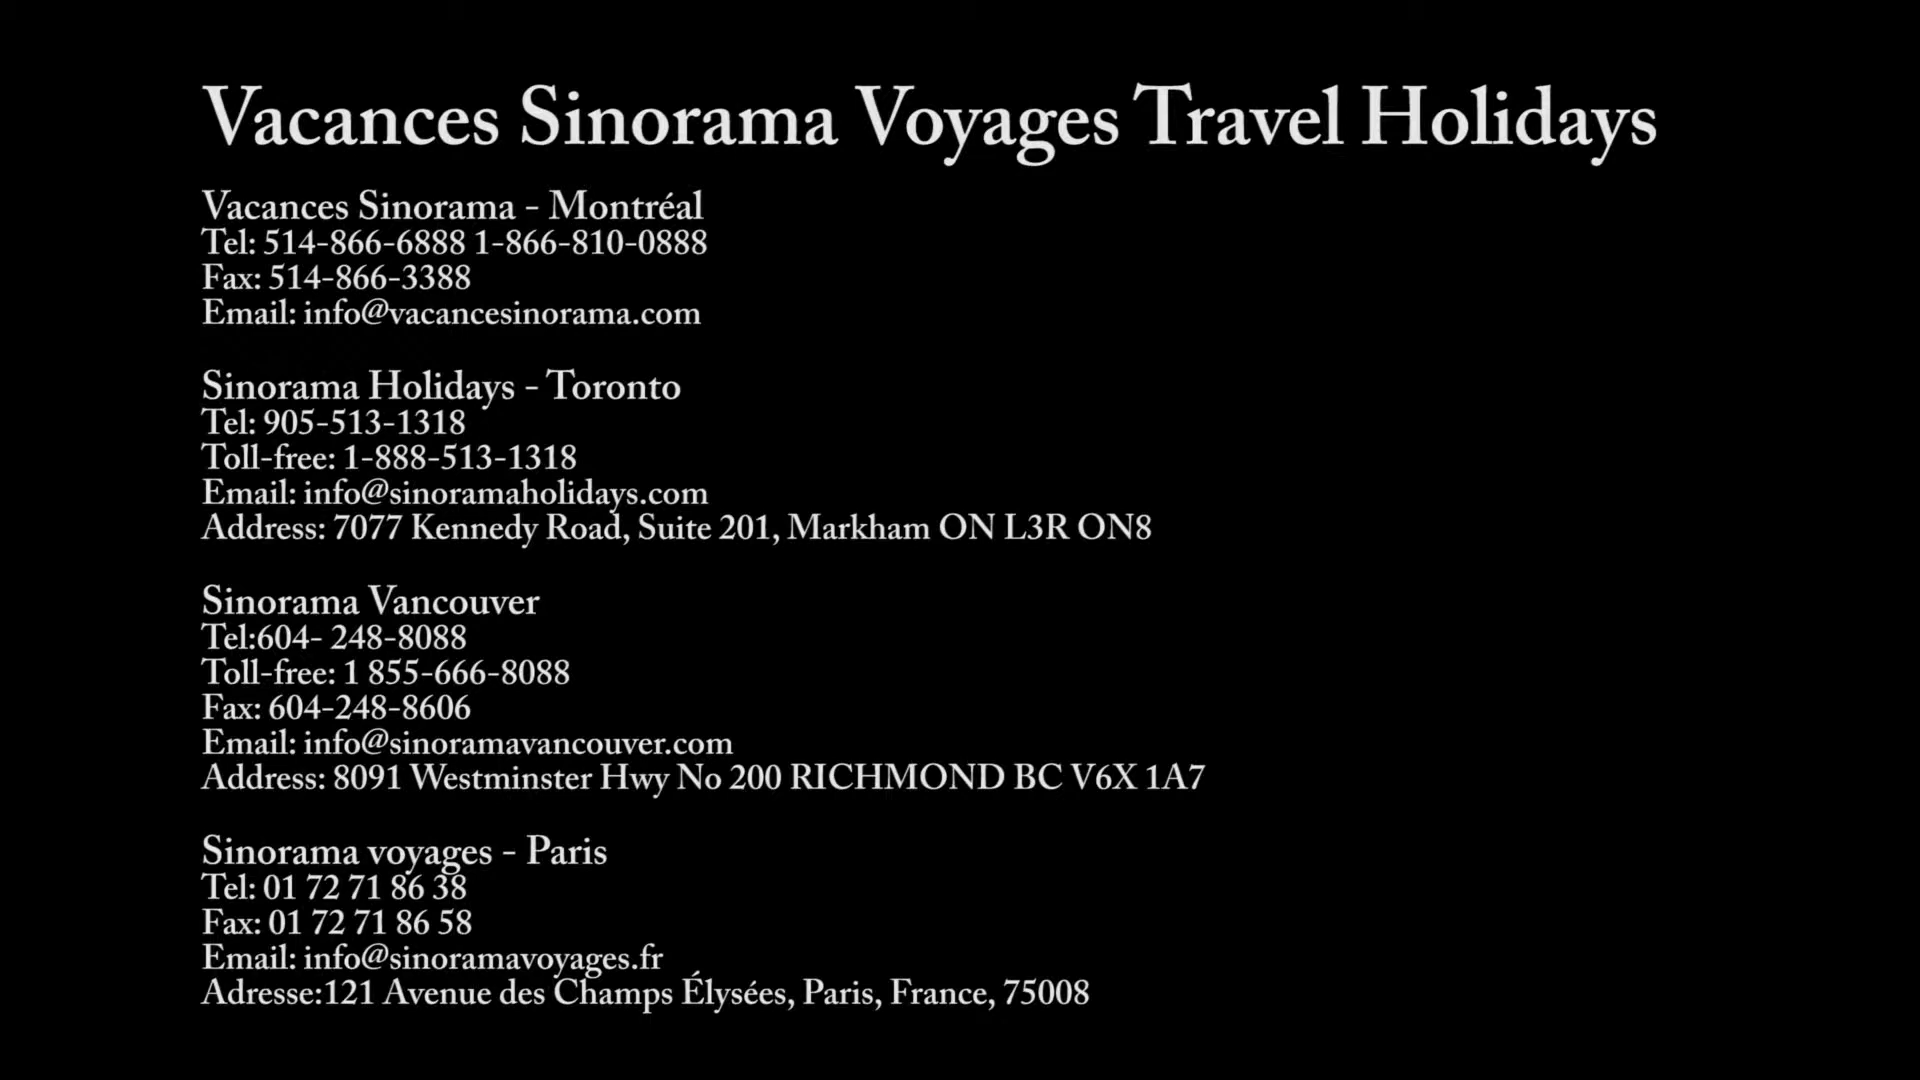 Vacances Sinorama Voyages Travel Holidays
Vacances Sinorama - Montréal
Tel: 514-866-6888 1-866-810-0888
Fax: 514-866-3388
Email: info@vacancesinorama.com
Sinorama Holidays - Toronto
Tel: 905-513-1318
Toll-free: 1-888-513-1318
Email: info@sinoramaholidays.com
Address: 7077 Kennedy Road, Suite 201, Markham ON L3R ON8
Sinorama Vancouver
Tel:604- 248-8088
Toll-free: 1 855-666-8088
Fax: 604-248-8606
Email: info@sinoramavancouver.com
Address: 8091 Westminster Hwy No 200 RICHMOND BC V6X 1A7
Sinorama voyages - Paris
Tel: 01 72 71 86 38
Fax: 01 72 71 86 58
Email: info@sinoramavoyages.fr
Adresse:121 Avenue des Champs Élysées, Paris, France, 75008